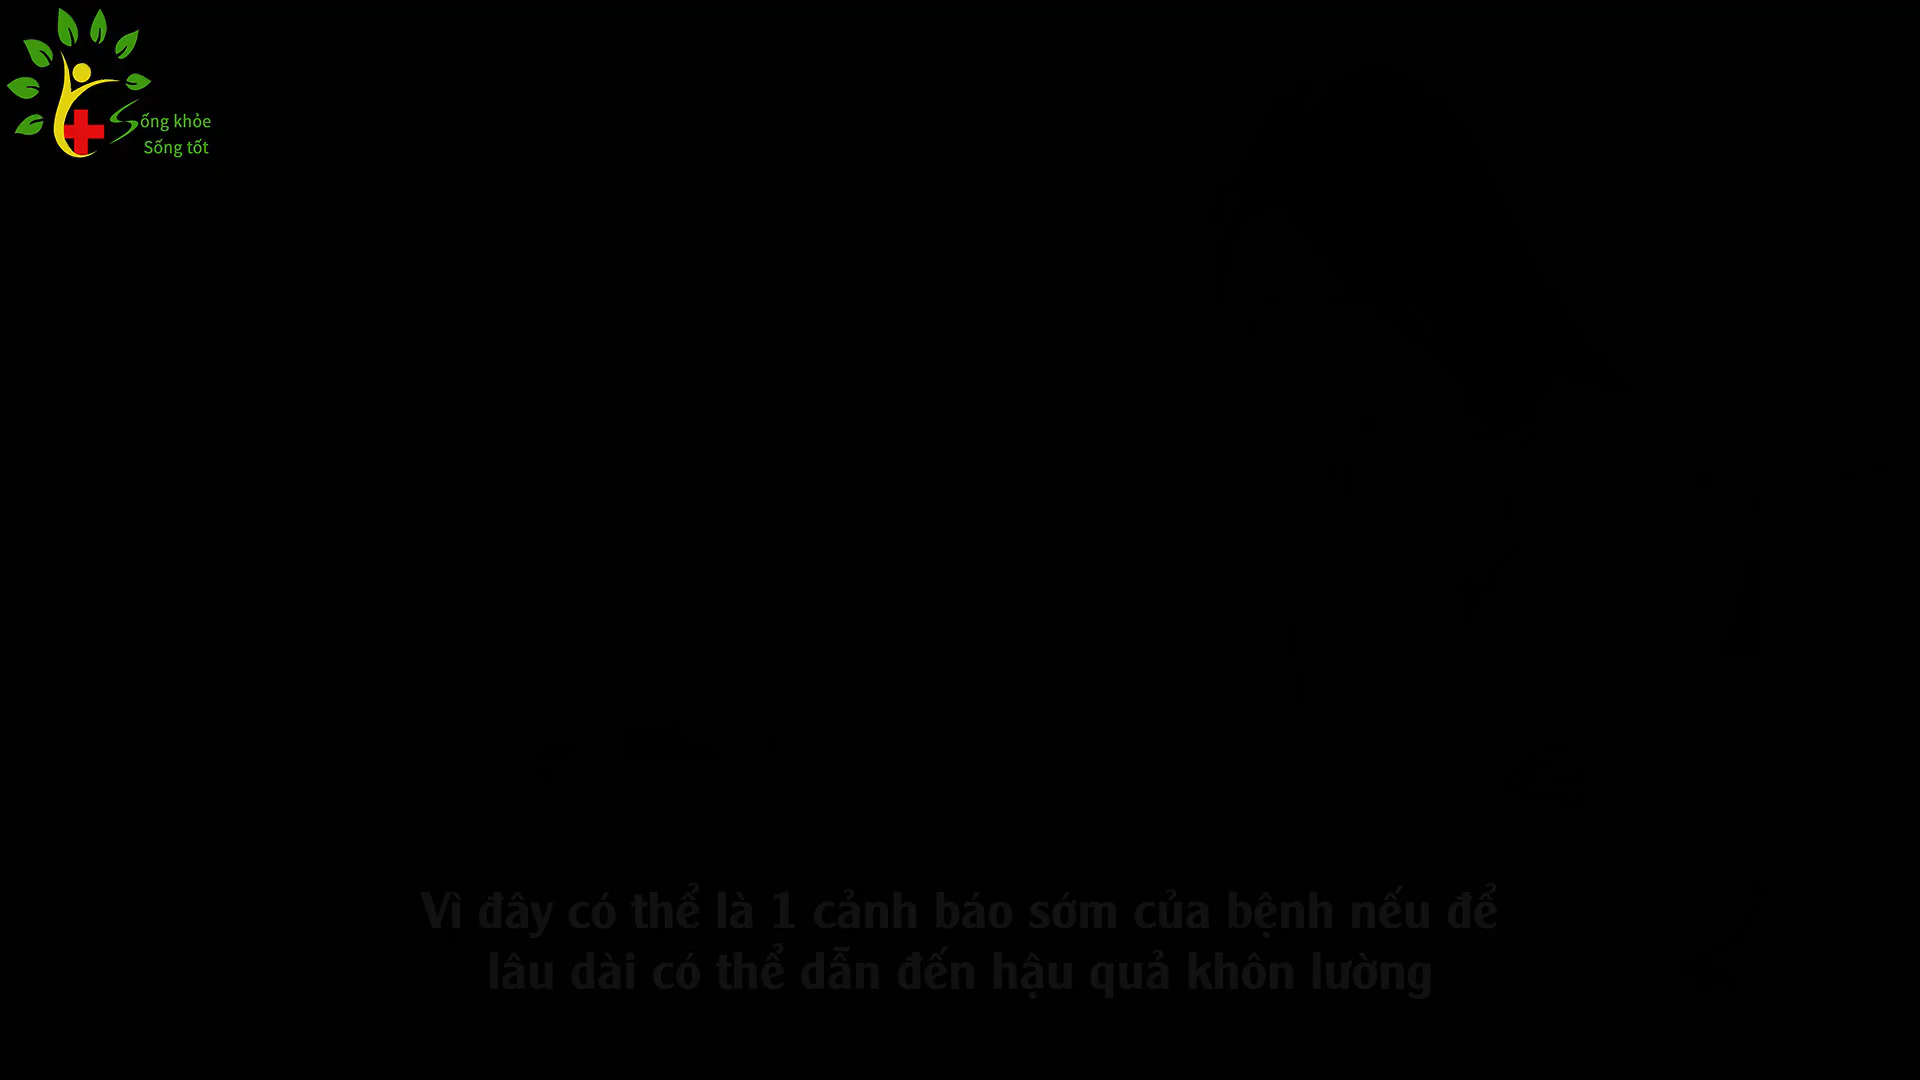 Sống khỏe
Sống tốt
Vì đây có thể là 1 cảnh báo sớm của bệnh nếu để
lâu dài có thể dẫn đến hậu quả khôn lường